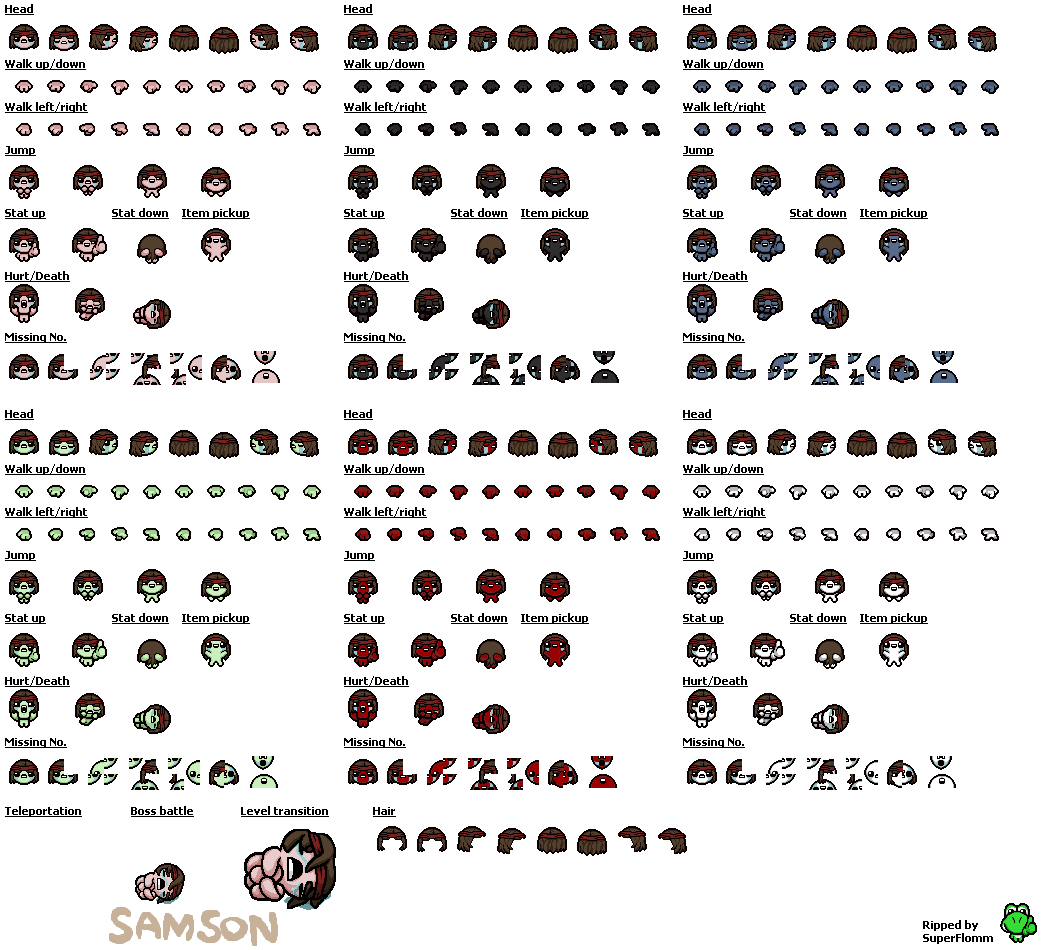 Head Head Head
Walk up/down Walk up/down Walk up/down
Walk left/right Walk left/right Walk left/right
Jump Jump Jump
Stat up Stat down Item pickup Stat up Stat down Item pickup Stat up Stat down Item pickup
Hurt/Death Hurt/Death Hurt/Death
Missing No. Missing No. Missing No.
Head Head Head
Walk up/down Walk up/down Walk up/down
Walk left/right Walk left/right Walk left/right
Jump Jump Jump
Stat up Stat down Item pickup Stat up Stat down Item pickup Stat up Stat down Item pickup
Hurt/Death Hurt/Death Hurt/Death
Missing No. Missing No. Missing No.
Teleportation Boss battle Level transition Hair
SAMSON
Ripped by
SuperFlomm